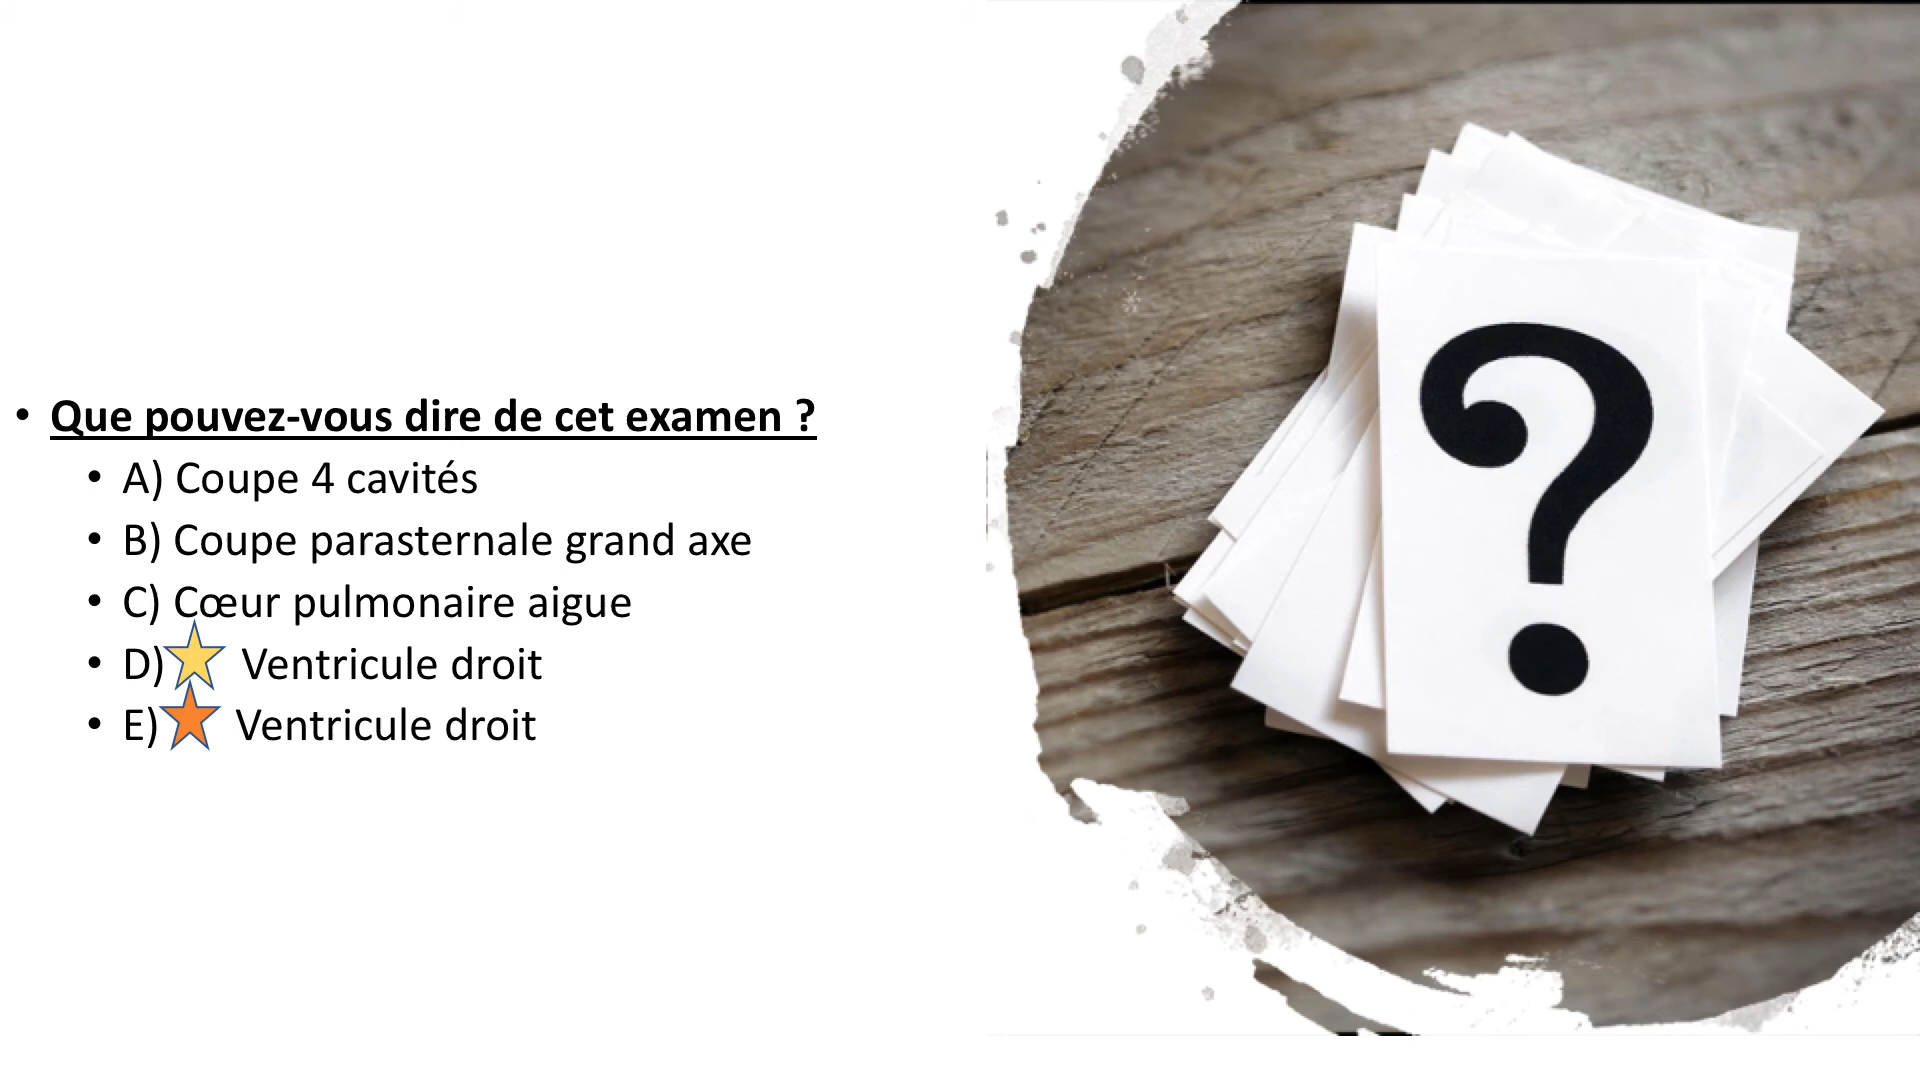 • Que pouvez-vous dire de cet examen ?
• A) Coupe 4 cavités
• B) Coupe parasternale grand axe
• C) Cœur pulmonaire aigue
• D) Ventricule droit
• E) Ventricule droit
?